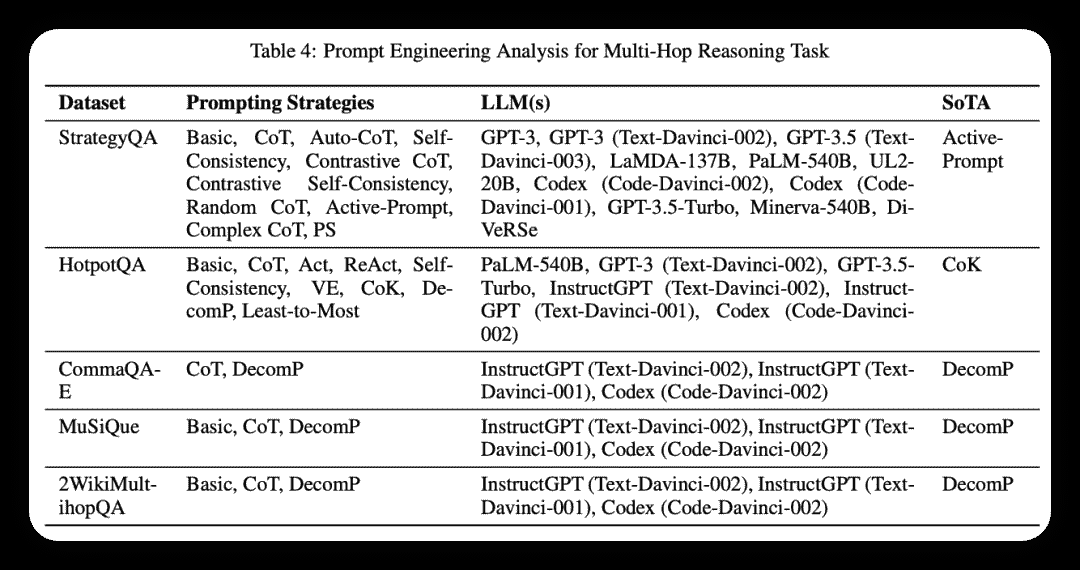 Table 4: Prompt Engineering Analysis for Multi-Hop Reasoning Task
Dataset Prompting Strategies LLM(s) SoTA
StrategyQA Basic, CoT, Auto-CoT, Self- GPT-3, GPT-3 (Text-Davinci-002), GPT-3.5 (Text- Active-
Consistency, Contrastive CoT, Davinci-003), LaMDA-137B, PaLM-540B, UL2- Prompt
Contrastive Self-Consistency, 20B, Codex (Code-Davinci-002), Codex (Code-
Random CoT, Active-Prompt, Davinci-001), GPT-3.5-Turbo, Minerva-540B, Di-
Complex CoT, PS VeRSe
HotpotQA Basic, CoT, Act, ReAct, Self- PaLM-540B, GPT-3 (Text-Davinci-002), GPT-3.5- CoK
Consistency, VE, CoK, De- Turbo, InstructGPT (Text-Davinci-002), Instruct-
comP, Least-to-Most GPT (Text-Davinci-001), Codex (Code-Davinci-
002)
CommaQA- CoT, DecomP InstructGPT (Text-Davinci-002), InstructGPT (Text- DecomP
E Davinci-001), Codex (Code-Davinci-002)
MuSiQue Basic, CoT, DecomP InstructGPT (Text-Davinci-002), InstructGPT (Text- DecomP
Davinci-001), Codex (Code-Davinci-002)
2WikiMult- Basic, CoT, DecomP InstructGPT (Text-Davinci-002), InstructGPT (Text- DecomP
ihopQA Davinci-001), Codex (Code-Davinci-002)